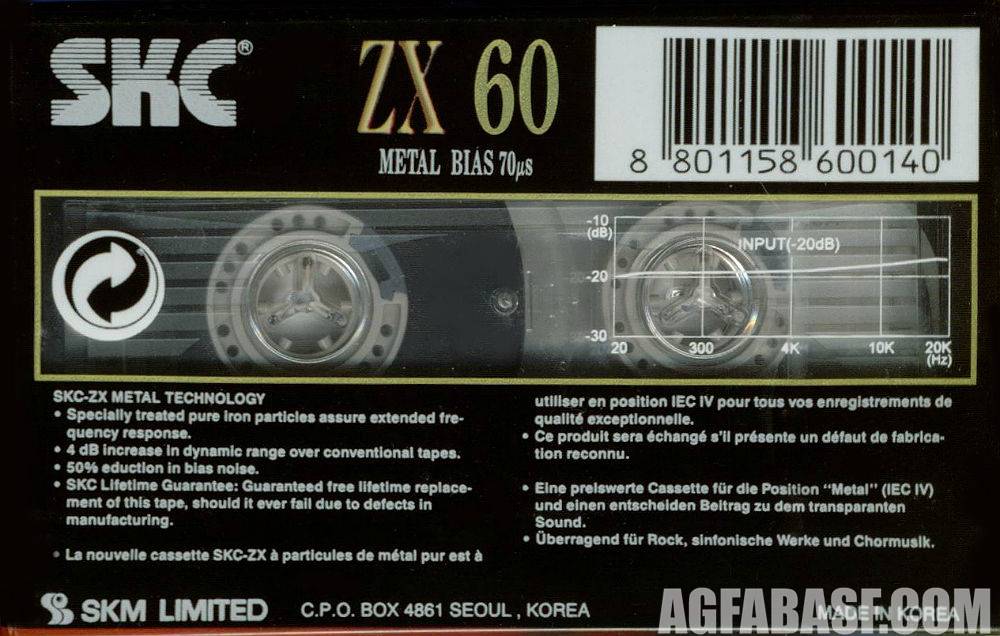 SKC®
ZX 60
METAL BIAS 70µs
8 801158 600140
-10
(dB)
INPUT(-20dB)
-20
-30
20 300 4K 10K 20K
(Hz)
SKC-ZX METAL TECHNOLOGY
• Specially treated pure iron particles assure extended fre-
quency response.
• 4 dB increase in dynamic range over conventional tapes.
• 50% eduction in bias noise.
• SKC Lifetime Guarantee: Guaranteed free lifetime replace-
ment of this tape, should it ever fail due to defects in
manufacturing.
• La nouvelle cassette SKC-ZX à particules de métal pur est à
utiliser en position IEC IV pour tous vos enregistrements de
qualité exceptionnelle.
• Ce produit sera échangé s'il présente un défaut de fabrica-
tion reconnu.
• Eine preiswerte Cassette für die Position "Metal" (IEC IV)
und einen entscheiden Beitrag zu dem transparanten
Sound.
• Überragend für Rock, sinfonische Werke und Chormusik.
SKM LIMITED
C.P.O. BOX 4861 SEOUL, KOREA
MADE IN KOREA
AGFABASE.COM